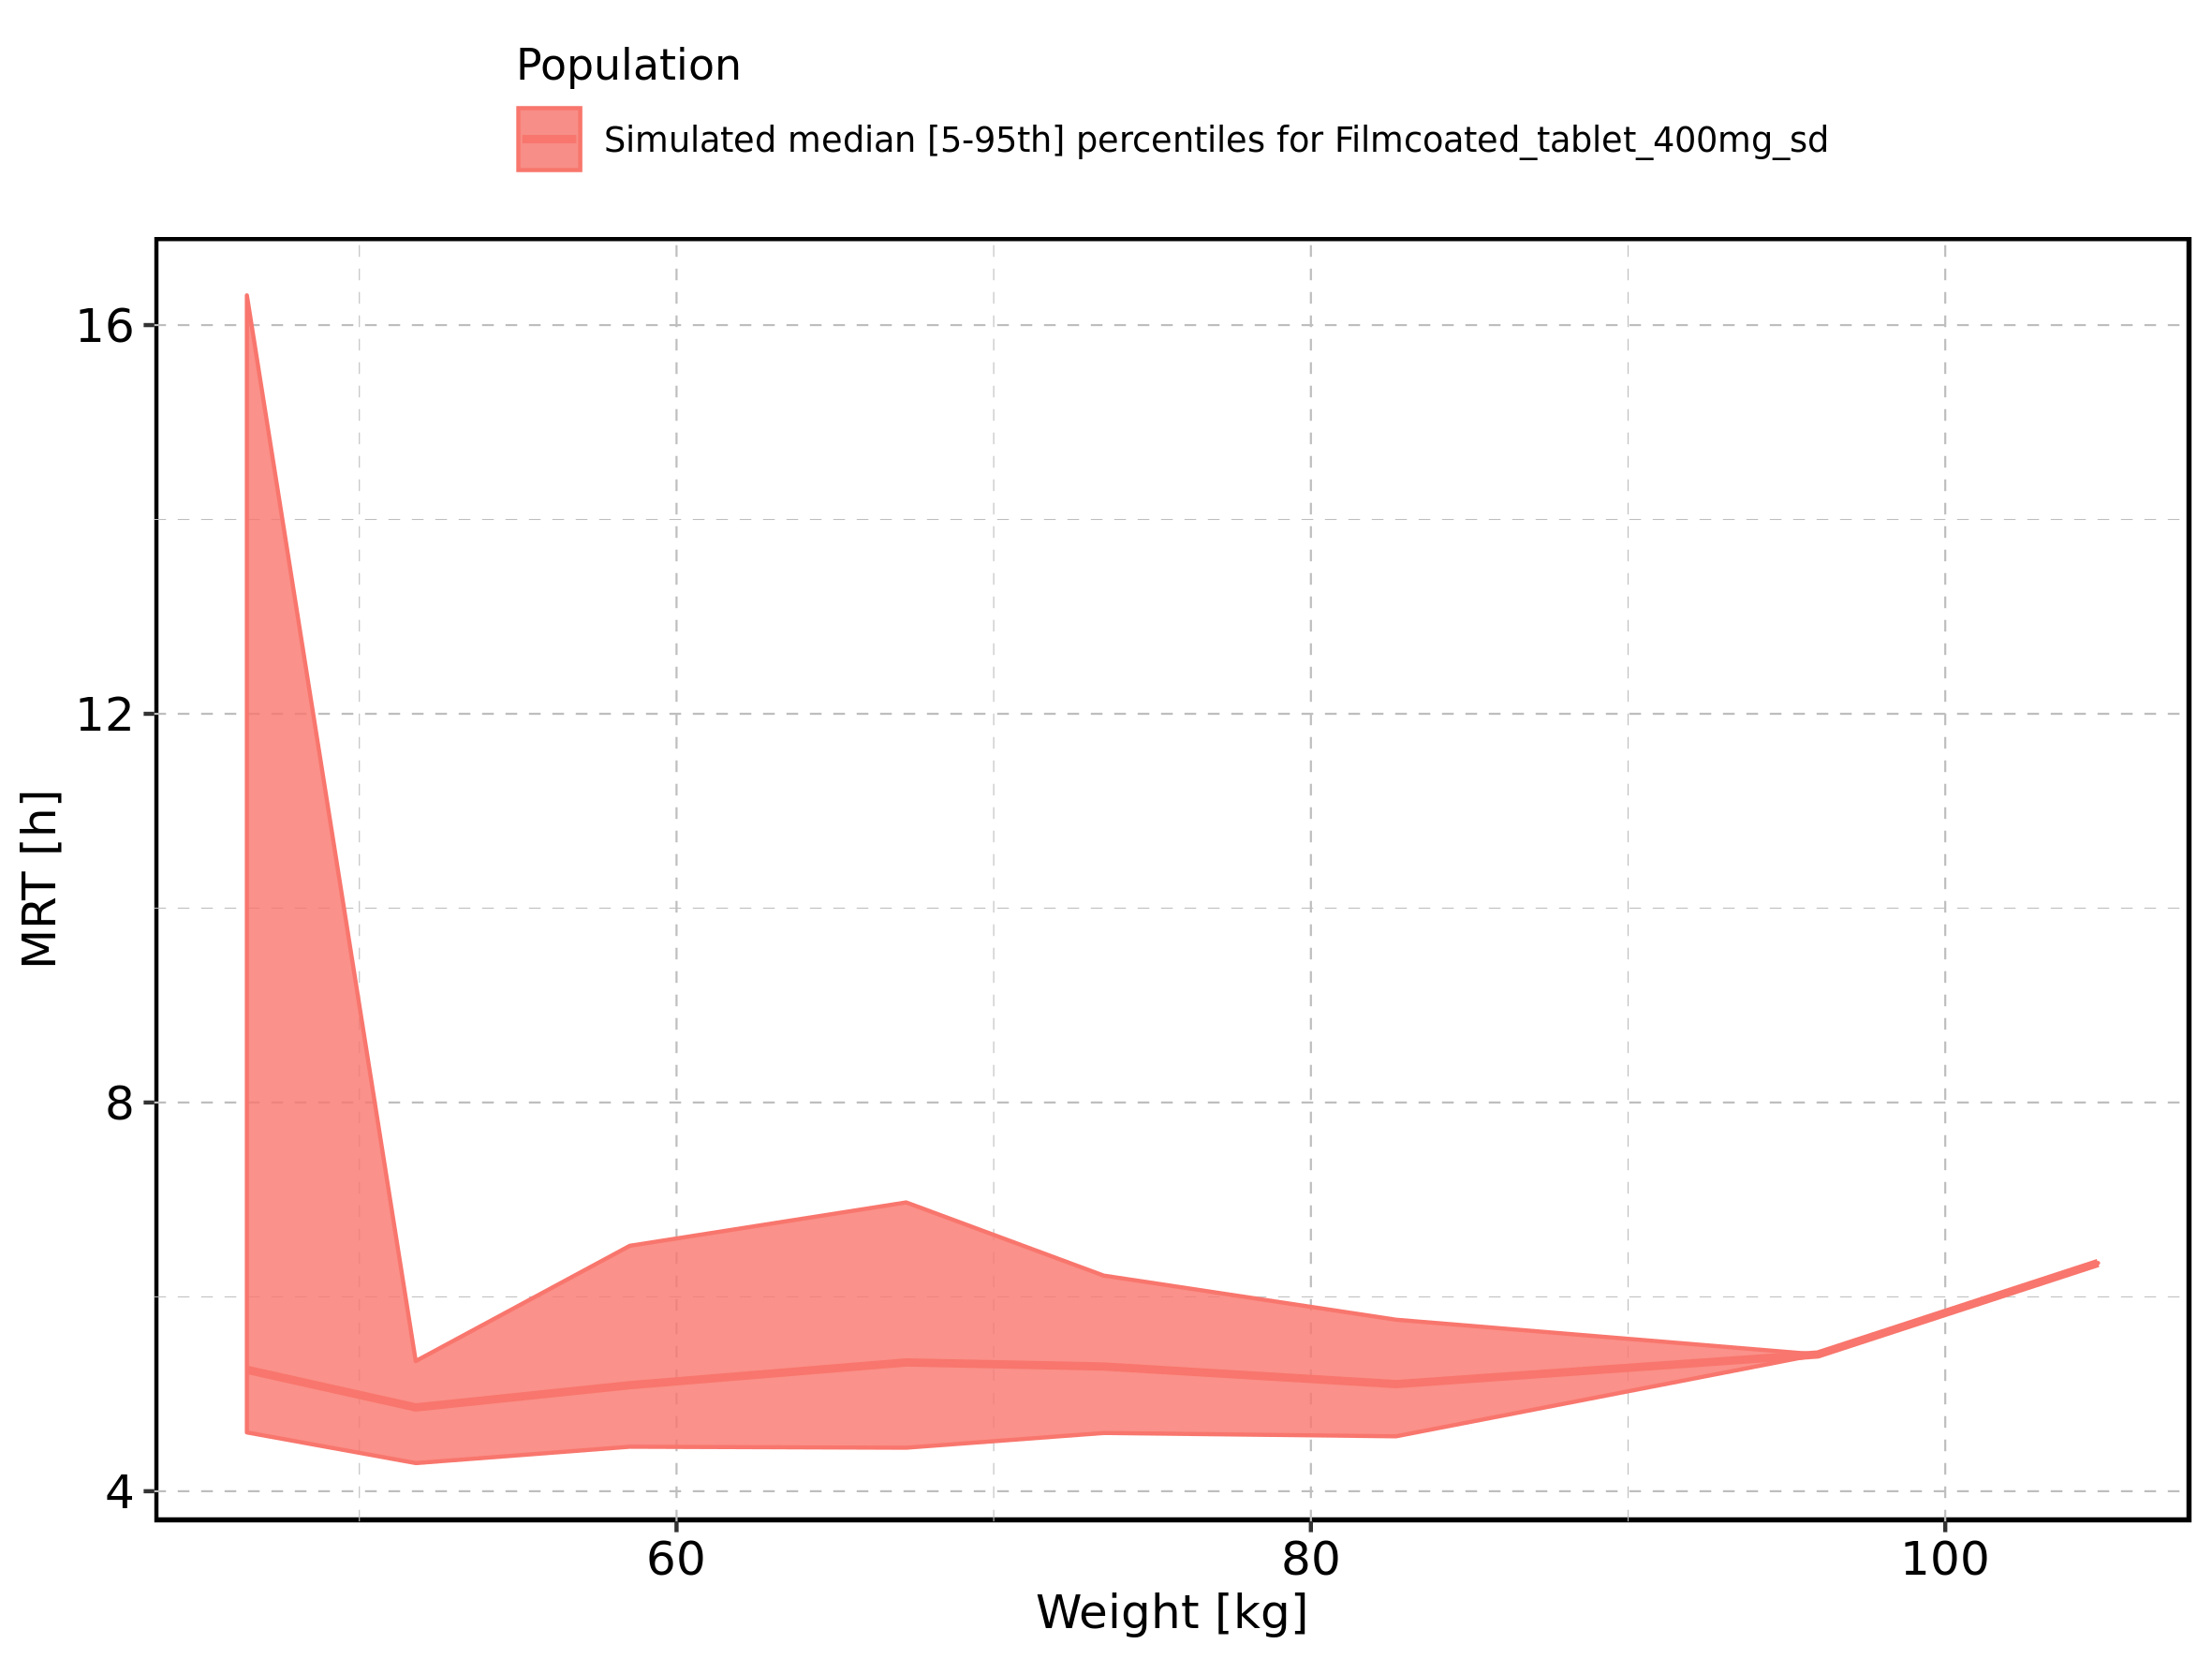 Population
Simulated median [5-95th] percentiles for Filmcoated_tablet_400mg_sd
16
12
8
4
MRT [h]
60 80 100
Weight [kg]